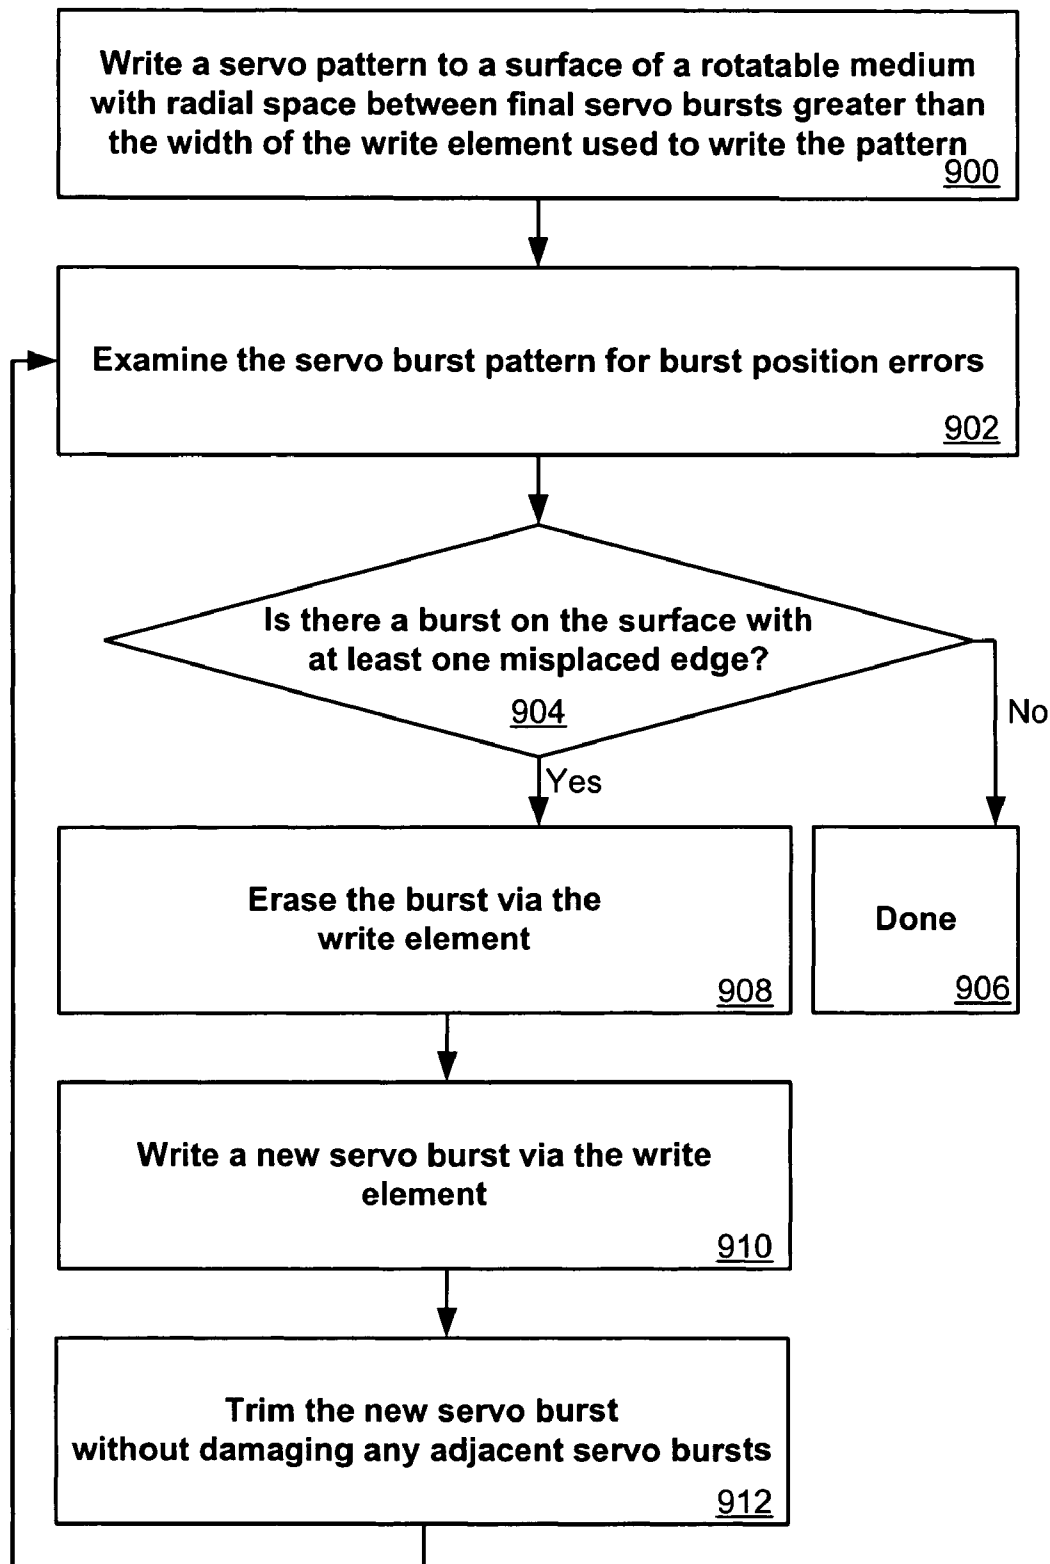 Write a servo pattern to a surface of a rotatable medium
with radial space between final servo bursts greater than
the width of the write element used to write the pattern
900
Examine the servo burst pattern for burst position errors
902
Is there a burst on the surface with
at least one misplaced edge?
904
No
Yes
Erase the burst via the
write element
908
Done
906
Write a new servo burst via the write
element
910
Trim the new servo burst
without damaging any adjacent servo bursts
912